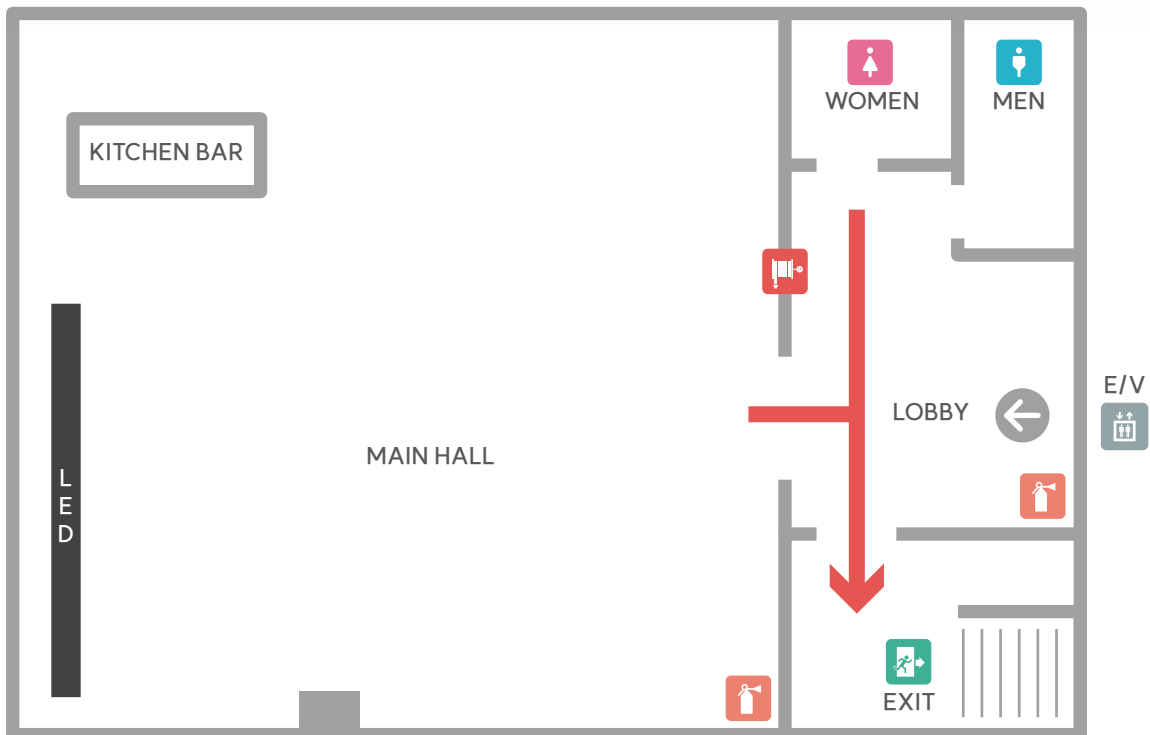 WOMEN
MEN
KITCHEN BAR
E/V
LOBBY
MAIN HALL
L
E
D
EXIT